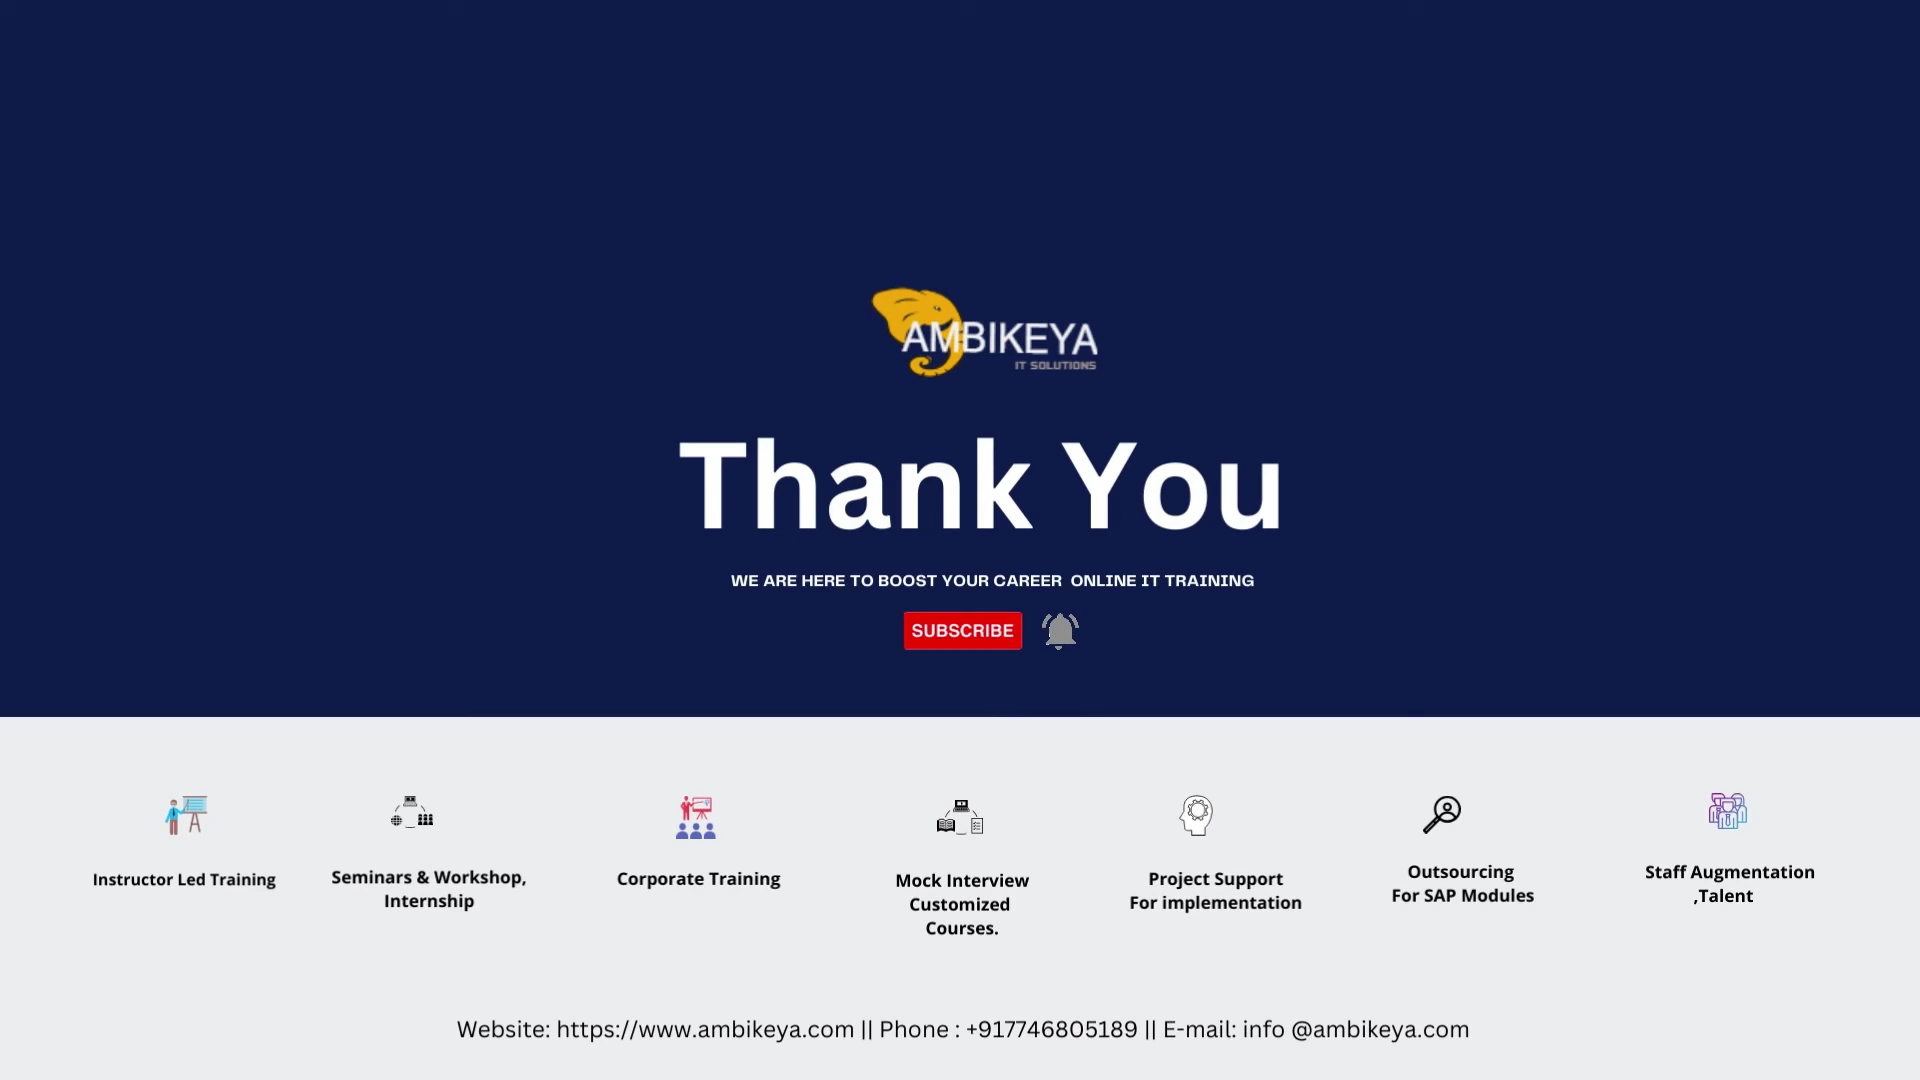 AMBIKEYA
IT SOLUTIONS
Thank You
WE ARE HERE TO BOOST YOUR CAREER ONLINE IT TRAINING
SUBSCRIBE
Instructor Led Training
Seminars & Workshop,
Internship
Corporate Training
Mock Interview
Customized
Courses.
Project Support
For implementation
Outsourcing
For SAP Modules
Staff Augmentation
,Talent
Website: https://www.ambikeya.com || Phone : +917746805189 || E-mail: info @ambikeya.com